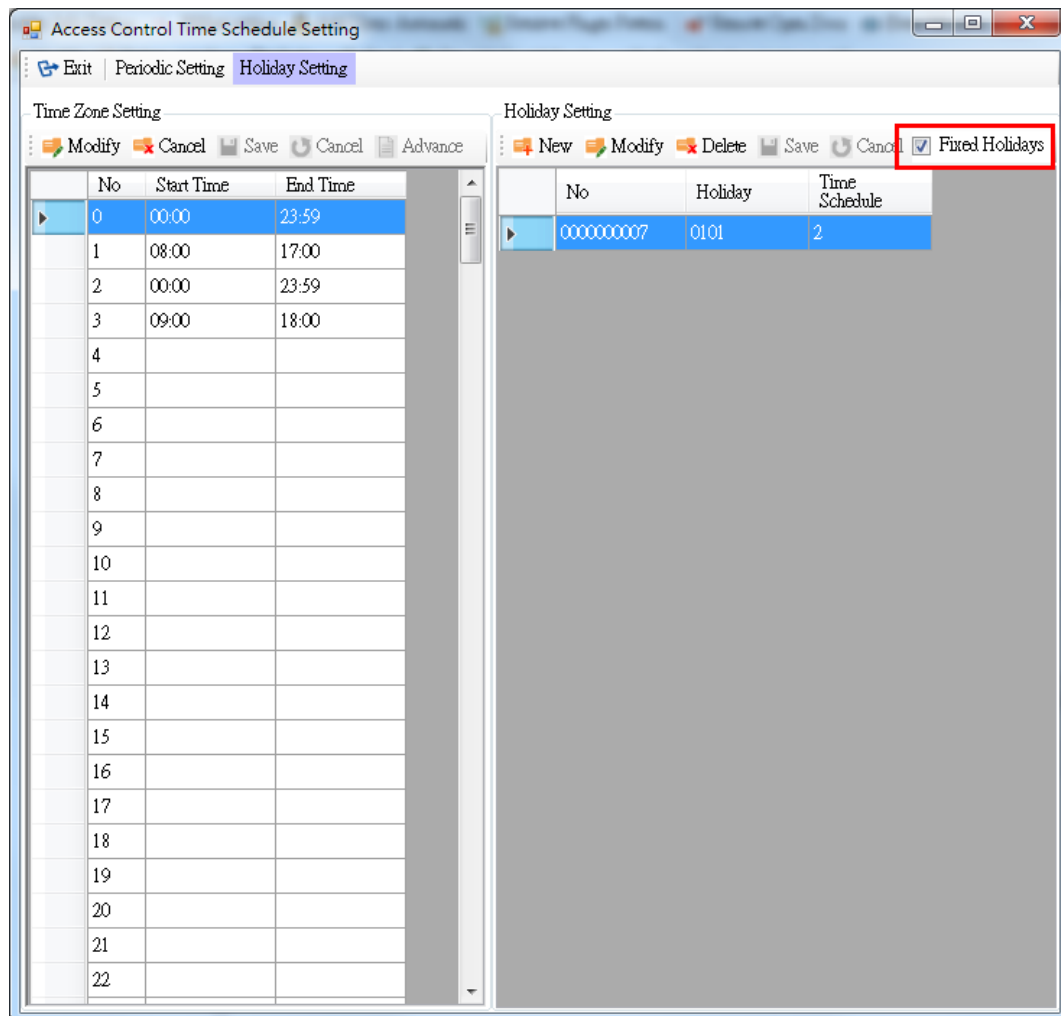 Access Control Time Schedule Setting
Exit Periodic Setting Holiday Setting
Time Zone Setting
Modify Cancel Save Cancel Advance
No Start Time End Time
0 00:00 23:59
1 08:00 17:00
2 00:00 23:59
3 09:00 18:00
4
5
6
7
8
9
10
11
12
13
14
15
16
17
18
19
20
21
22
Holiday Setting
New Modify Delete Save Cancel Fixed Holidays
No Holiday Time Schedule
0000000007 0101 2